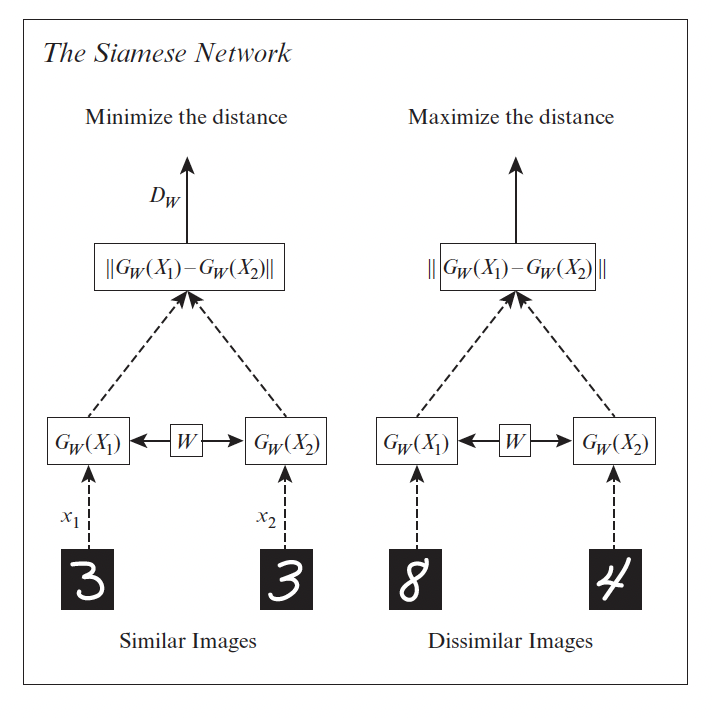 The Siamese Network
Minimize the distance
Maximize the distance
D_W
||G_W(X_1)−G_W(X_2)||
||G_W(X_1)−G_W(X_2)||
G_W(X_1)
W
G_W(X_2)
G_W(X_1)
W
G_W(X_2)
x_1
x_2
3
3
8
4
Similar Images
Dissimilar Images